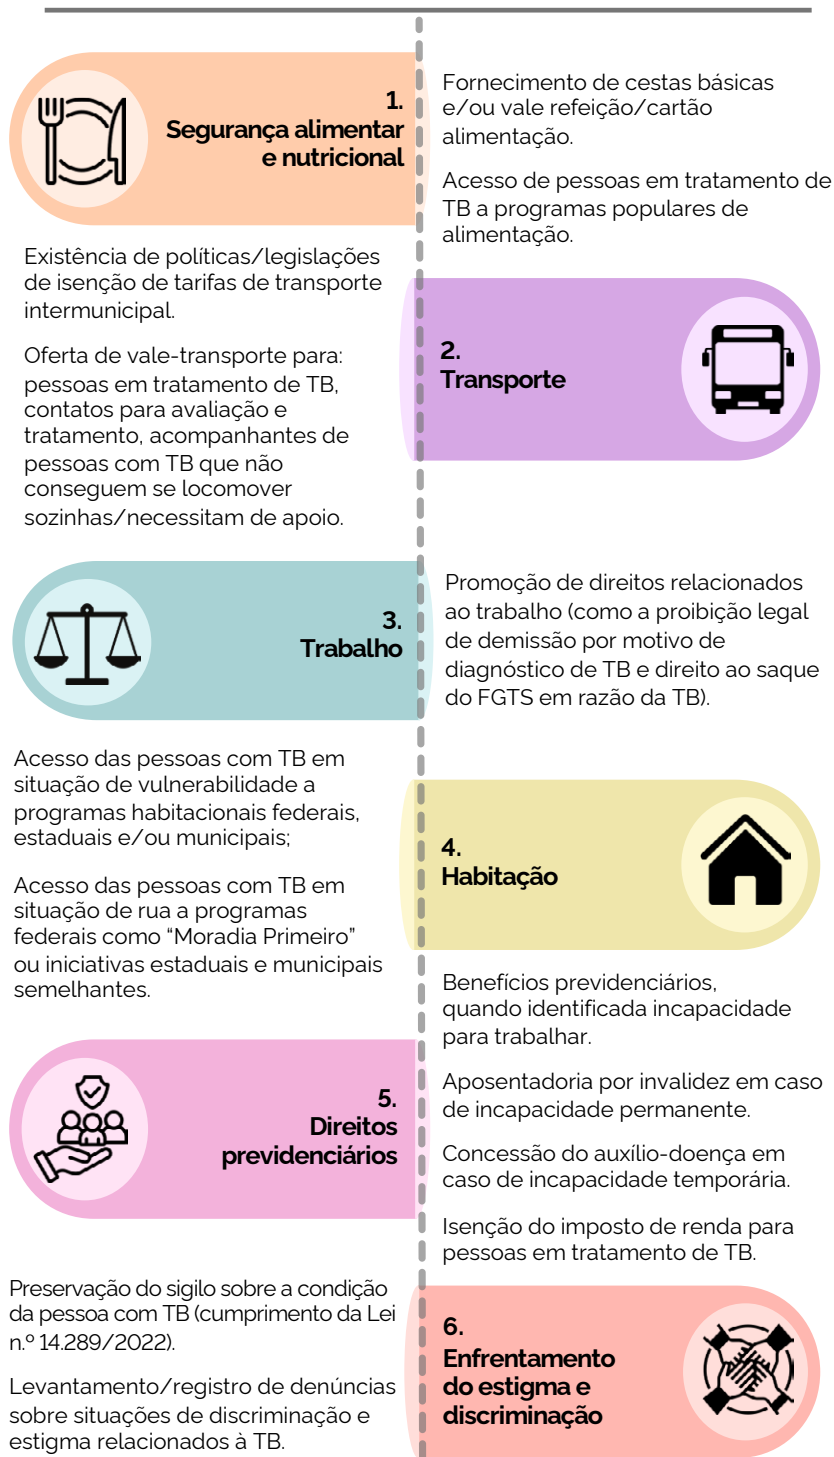 1.
Segurança alimentar
e nutricional
Fornecimento de cestas básicas
e/ou vale refeição/cartão
alimentação.
Acesso de pessoas em tratamento de
TB a programas populares de
alimentação.
2.
Transporte
Existência de políticas/legislações
de isenção de tarifas de transporte
intermunicipal.
Oferta de vale-transporte para:
pessoas em tratamento de TB,
contatos para avaliação e
tratamento, acompanhantes de
pessoas com TB que não
conseguem se locomover
sozinhas/necessitam de apoio.
3.
Trabalho
Promoção de direitos relacionados
ao trabalho (como a proibição legal
de demissão por motivo de
diagnóstico de TB e direito ao saque
do FGTS em razão da TB).
4.
Habitação
Acesso das pessoas com TB em
situação de vulnerabilidade a
programas habitacionais federais,
estaduais e/ou municipais;
Acesso das pessoas com TB em
situação de rua a programas
federais como “Moradia Primeiro”
ou iniciativas estaduais e municipais
semelhantes.
5.
Direitos
previdenciários
Benefícios previdenciários,
quando identificada incapacidade
para trabalhar.
Aposentadoria por invalidez em caso
de incapacidade permanente.
Concessão do auxílio-doença em
caso de incapacidade temporária.
Isenção do imposto de renda para
pessoas em tratamento de TB.
6.
Enfrentamento
do estigma e
discriminação
Preservação do sigilo sobre a condição
da pessoa com TB (cumprimento da Lei
n.º 14.289/2022).
Levantamento/registro de denúncias
sobre situações de discriminação e
estigma relacionados à TB.